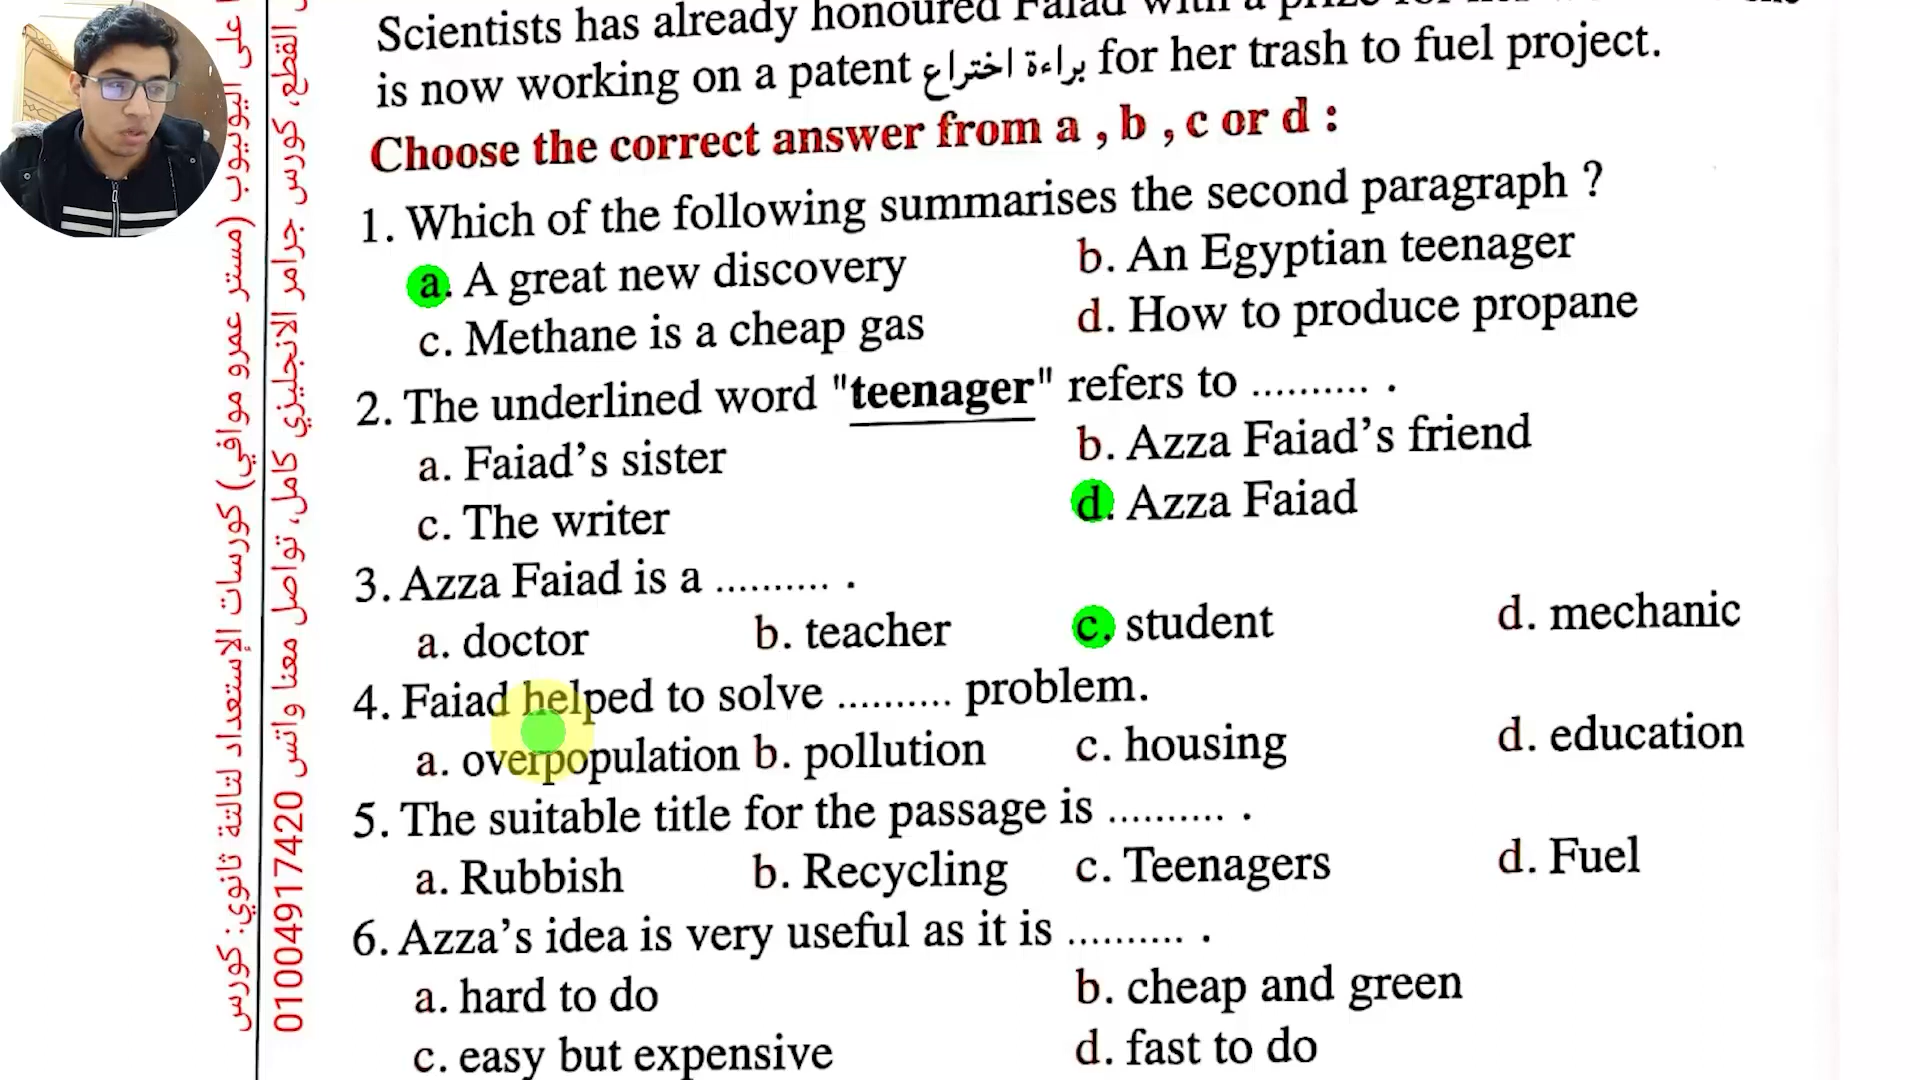 Scientists has already honoured Faiad with a prize for her
is now working on a patent براءة اختراع for her trash to fuel project.
Choose the correct answer from a , b , c or d :
1. Which of the following summarises the second paragraph ?
a. A great new discovery
b. An Egyptian teenager
c. Methane is a cheap gas
d. How to produce propane
2. The underlined word "teenager" refers to .......... .
a. Faiad's sister
b. Azza Faiad's friend
c. The writer
d. Azza Faiad
3. Azza Faiad is a .......... .
a. doctor b. teacher c. student d. mechanic
4. Faiad helped to solve .......... problem.
a. overpopulation b. pollution c. housing d. education
5. The suitable title for the passage is .......... .
a. Rubbish b. Recycling c. Teenagers d. Fuel
6. Azza's idea is very useful as it is .......... .
a. hard to do
b. cheap and green
c. easy but expensive
d. fast to do
على اليوتيوب (مستر عمرو موافي) كورسات الإستعداد لتالتة ثانوي: كورس
القطع، كورس جرامر الانجليزي كامل، تواصل معنا واتس 01004917420